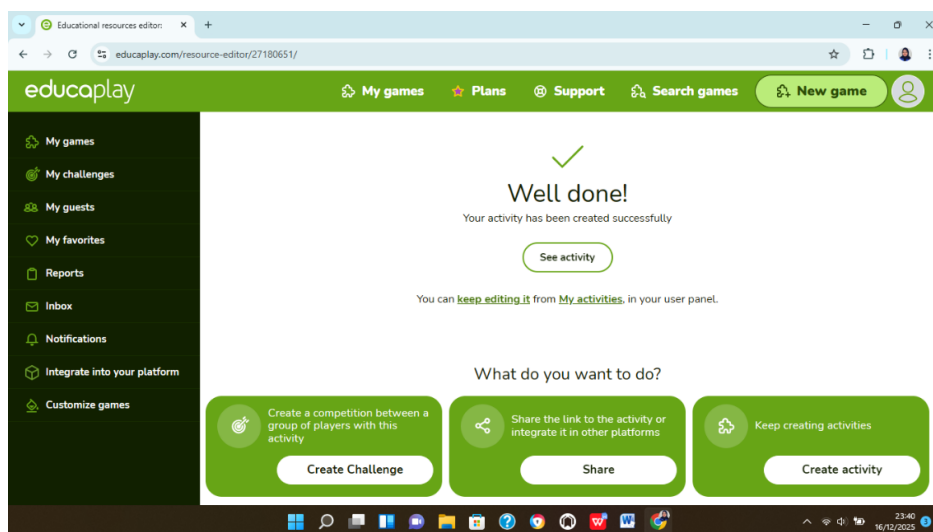 Educational resources editor:
educaplay.com/resource-editor/27180651/
educaplay
My games
Plans
Support
Search games
New game
My games
My challenges
My guests
My favorites
Reports
Inbox
Notifications
Integrate into your platform
Customize games
Well done!
Your activity has been created successfully
See activity
You can keep editing it from My activities, in your user panel.
What do you want to do?
Create a competition between a
group of players with this
activity
Create Challenge
Share the link to the activity or
integrate it in other platforms
Share
Keep creating activities
Create activity
23:40
16/12/2025
3